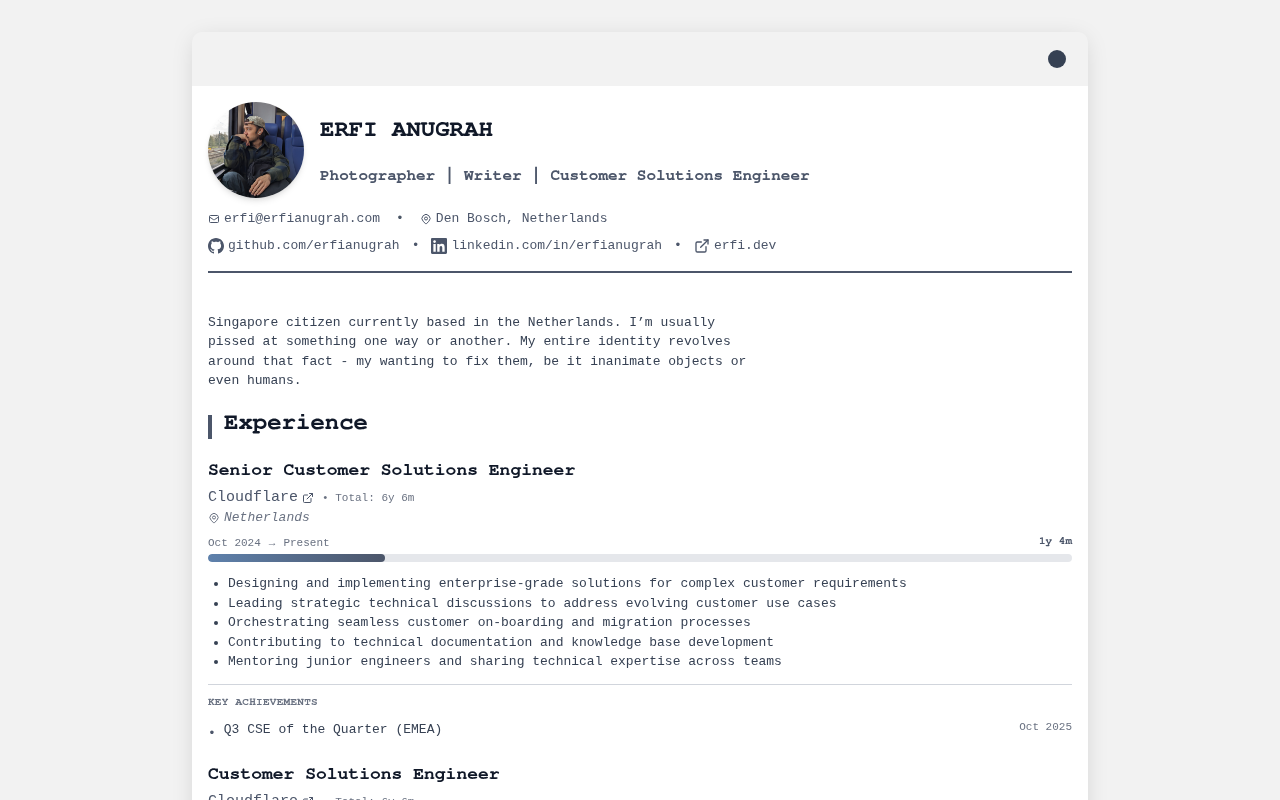 ERFI ANUGRAH
Photographer | Writer | Customer Solutions Engineer
erfi@erfianugrah.com • Den Bosch, Netherlands
github.com/erfianugrah • linkedin.com/in/erfianugrah • erfi.dev
Singapore citizen currently based in the Netherlands. I’m usually
pissed at something one way or another. My entire identity revolves
around that fact - my wanting to fix them, be it inanimate objects or
even humans.
Experience
Senior Customer Solutions Engineer
Cloudflare • Total: 6y 6m
Netherlands
Oct 2024 → Present 1y 4m
• Designing and implementing enterprise-grade solutions for complex customer requirements
• Leading strategic technical discussions to address evolving customer use cases
• Orchestrating seamless customer on-boarding and migration processes
• Contributing to technical documentation and knowledge base development
• Mentoring junior engineers and sharing technical expertise across teams
KEY ACHIEVEMENTS
• Q3 CSE of the Quarter (EMEA) Oct 2025
Customer Solutions Engineer
Cloudflare • Total: 6y 6m